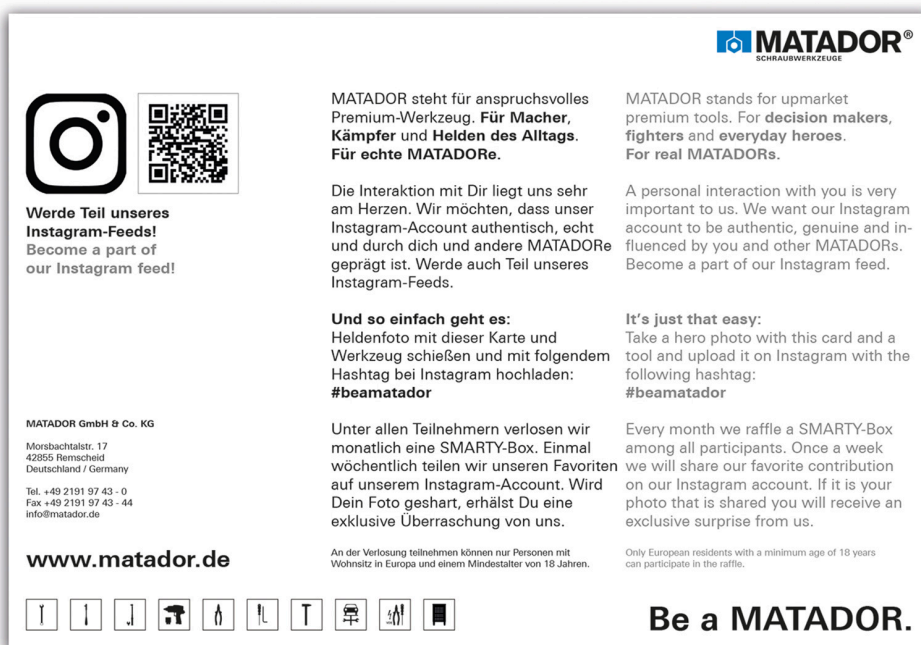 MATADOR®
SCHRAUBWERKZEUGE
Werde Teil unseres
Instagram-Feeds!
Become a part of
our Instagram feed!
MATADOR GmbH & Co. KG
Morsbachtalstr. 17
42855 Remscheid
Deutschland / Germany
Tel. +49 2191 97 43 - 0
Fax +49 2191 97 43 - 44
info@matador.de
www.matador.de
MATADOR steht für anspruchsvolles
Premium-Werkzeug. Für Macher,
Kämpfer und Helden des Alltags.
Für echte MATADORe.
Die Interaktion mit Dir liegt uns sehr
am Herzen. Wir möchten, dass unser
Instagram-Account authentisch, echt
und durch dich und andere MATADORe
geprägt ist. Werde auch Teil unseres
Instagram-Feeds.
Und so einfach geht es:
Heldenfoto mit dieser Karte und
Werkzeug schießen und mit folgendem
Hashtag bei Instagram hochladen:
#beamatador
Unter allen Teilnehmern verlosen wir
monatlich eine SMARTY-Box. Einmal
wöchentlich teilen wir unseren Favoriten
auf unserem Instagram-Account. Wird
Dein Foto geshart, erhälst Du eine
exklusive Überraschung von uns.
An der Verlosung teilnehmen können nur Personen mit
Wohnsitz in Europa und einem Mindestalter von 18 Jahren.
MATADOR stands for upmarket
premium tools. For decision makers,
fighters and everyday heroes.
For real MATADORs.
A personal interaction with you is very
important to us. We want our Instagram
account to be authentic, genuine and in-
fluenced by you and other MATADORs.
Become a part of our Instagram feed.
It's just that easy:
Take a hero photo with this card and a
tool and upload it on Instagram with the
following hashtag:
#beamatador
Every month we raffle a SMARTY-Box
among all participants. Once a week
we will share our favorite contribution
on our Instagram account. If it is your
photo that is shared you will receive an
exclusive surprise from us.
Only European residents with a minimum age of 18 years
can participate in the raffle.
Be a MATADOR.